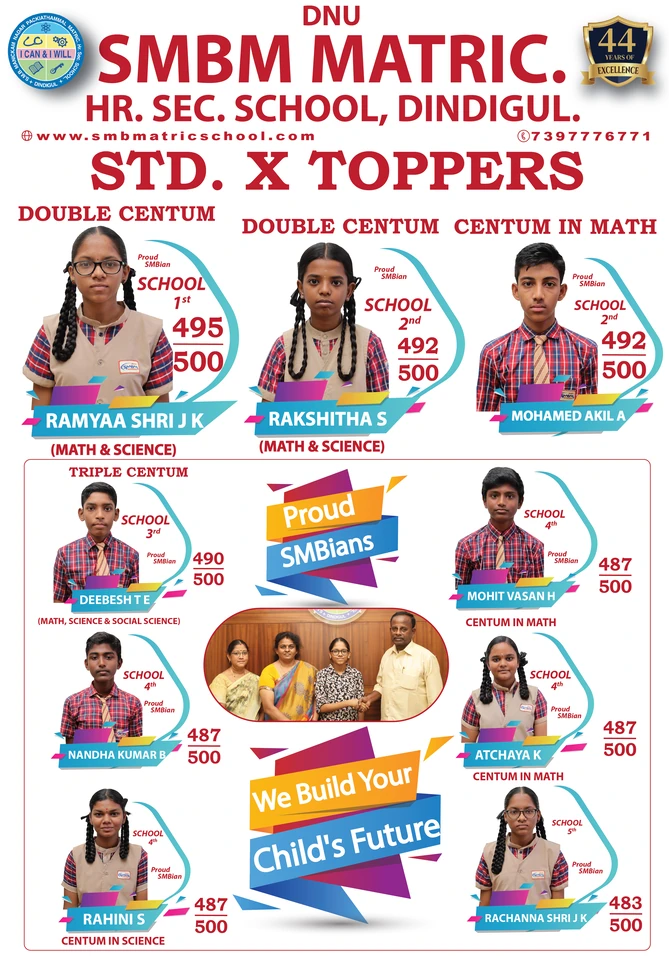 DNU
SMBM MATRIC.
HR. SEC. SCHOOL, DINDIGUL.
I CAN & I WILL
44
YEARS OF
EXCELLENCE
www.smbmatricschool.com
7397776771
STD. X TOPPERS
DOUBLE CENTUM
Proud
SMBian
SCHOOL
1st
495
500
RAMYAA SHRI J K
(MATH & SCIENCE)
DOUBLE CENTUM
Proud
SMBian
SCHOOL
2nd
492
500
RAKSHITHA S
(MATH & SCIENCE)
CENTUM IN MATH
Proud
SMBian
SCHOOL
2nd
492
500
MOHAMED AKIL A
TRIPLE CENTUM
SCHOOL
3rd
Proud
SMBian
490
500
DEEBESH T E
(MATH, SCIENCE & SOCIAL SCIENCE)
Proud
SMBians
SCHOOL
4th
Proud
SMBian
487
500
MOHIT VASAN H
CENTUM IN MATH
SCHOOL
4th
Proud
SMBian
487
500
NANDHA KUMAR B
SCHOOL
4th
Proud
SMBian
487
500
ATCHAYA K
CENTUM IN MATH
We Build Your
Child's Future
SCHOOL
4th
Proud
SMBian
487
500
RAHINI S
CENTUM IN SCIENCE
SCHOOL
5th
Proud
SMBian
483
500
RACHANNA SHRI J K